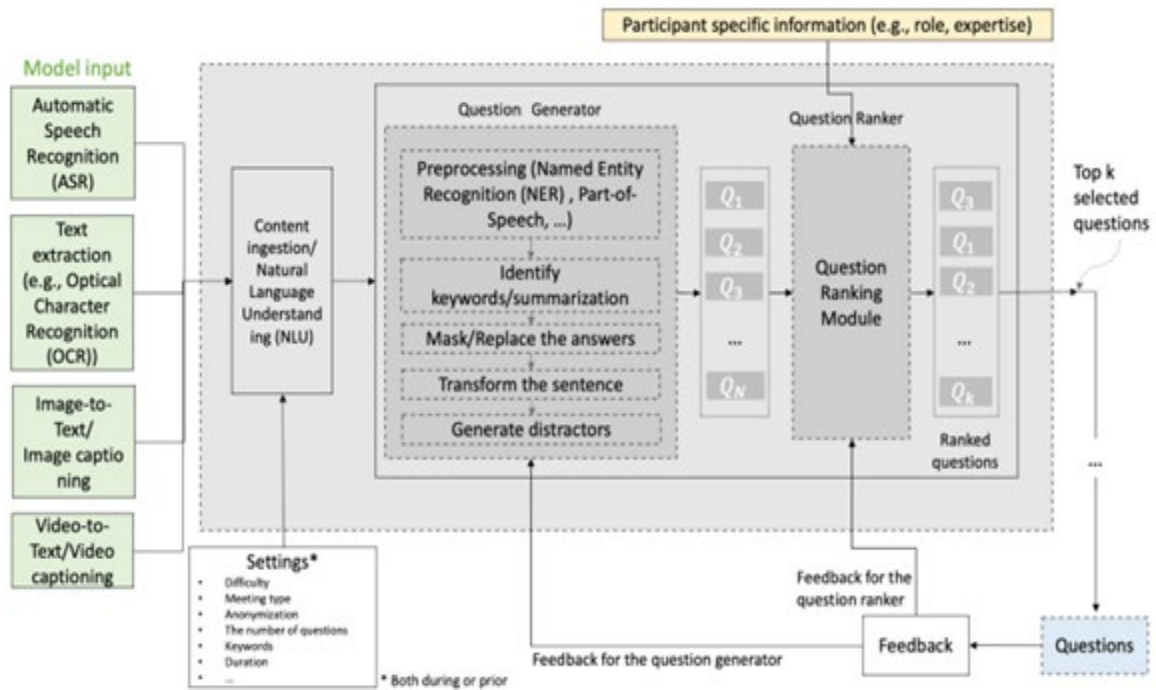 Participant specific information (e.g., role, expertise)
Model input
Automatic
Speech
Recognition
(ASR)
Text
extraction
(e.g., Optical
Character
Recognition
(OCR))
Image-to-
Text/
Image captio
ning
Video-to-
Text/Video
captioning
Content
ingestion/
Natural
Language
Understand
ing (NLU)
Settings*
• Difficulty
• Meeting type
• Anonymization
• The number of questions
• Keywords
• Duration
• ...
* Both during or prior
Question Generator
Preprocessing (Named Entity
Recognition (NER) , Part-of-
Speech, ...)
Identify
keywords/summarization
Mask/Replace the answers
Transform the sentence
Generate distractors
Q1
Q2
Q3
...
QN
Question Ranker
Question
Ranking
Module
Q3
Q1
Q2
...
Qk
Ranked
questions
Top k
selected
questions
...
Questions
Feedback
Feedback for the
question ranker
Feedback for the question generator